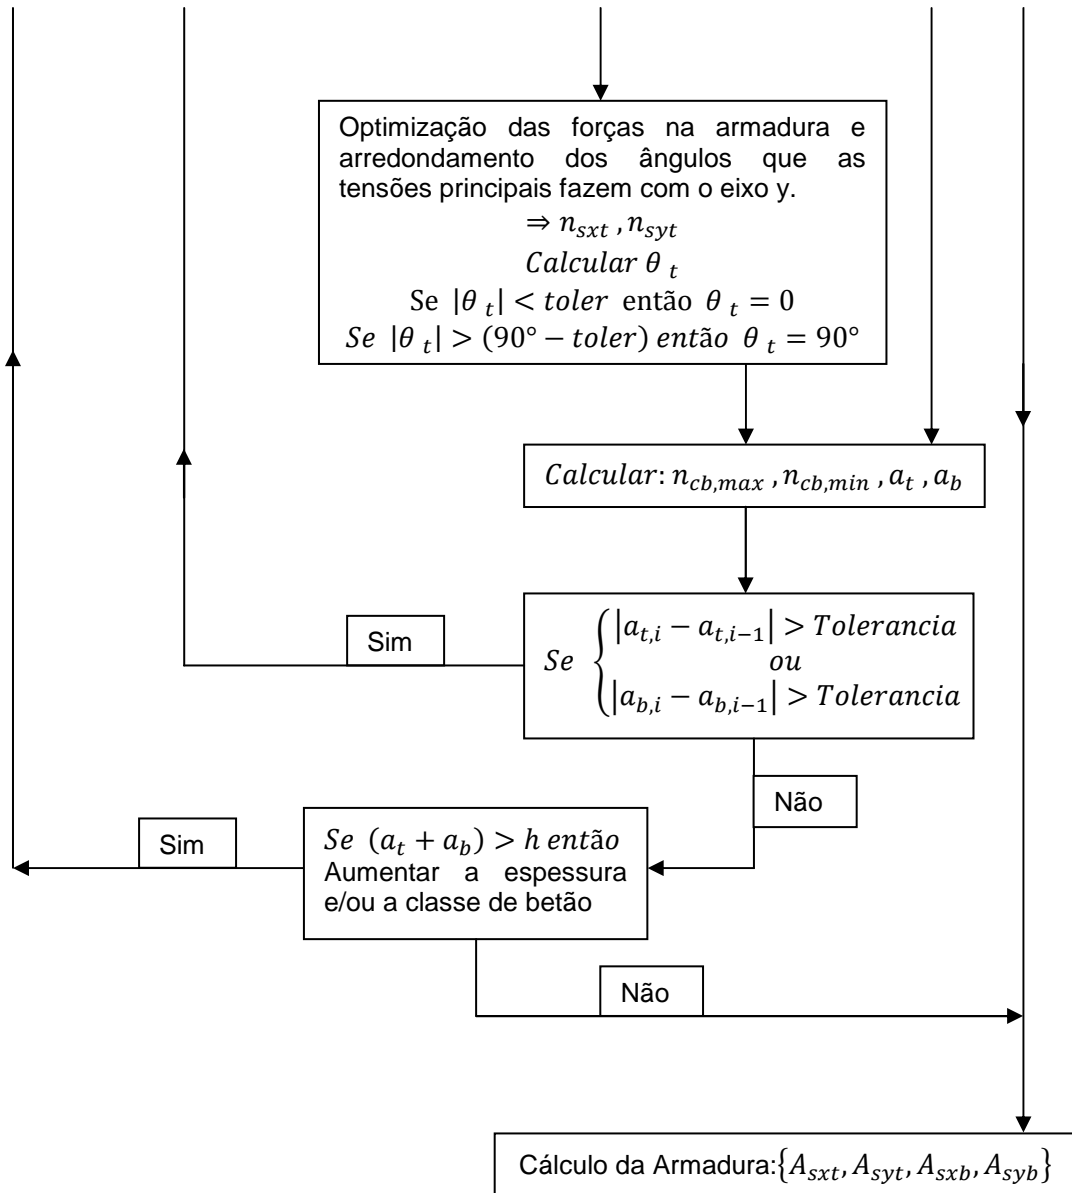 Optimização das forças na armadura e
arredondamento dos ângulos que as
tensões principais fazem com o eixo y.
⇒ n_sxt , n_syt
Calcular θ_t
Se |θ_t| < toler então θ_t = 0
Se |θ_t| > (90° − toler) então θ_t = 90°
Calcular: n_cb,max , n_cb,min , a_t , a_b
Sim
Se { |a_t,i − a_t,i−1| > Tolerancia
ou
|a_b,i − a_b,i−1| > Tolerancia
Não
Sim
Se (a_t + a_b) > h então
Aumentar a espessura
e/ou a classe de betão
Não
Cálculo da Armadura:{A_sxt, A_syt, A_sxb, A_syb}